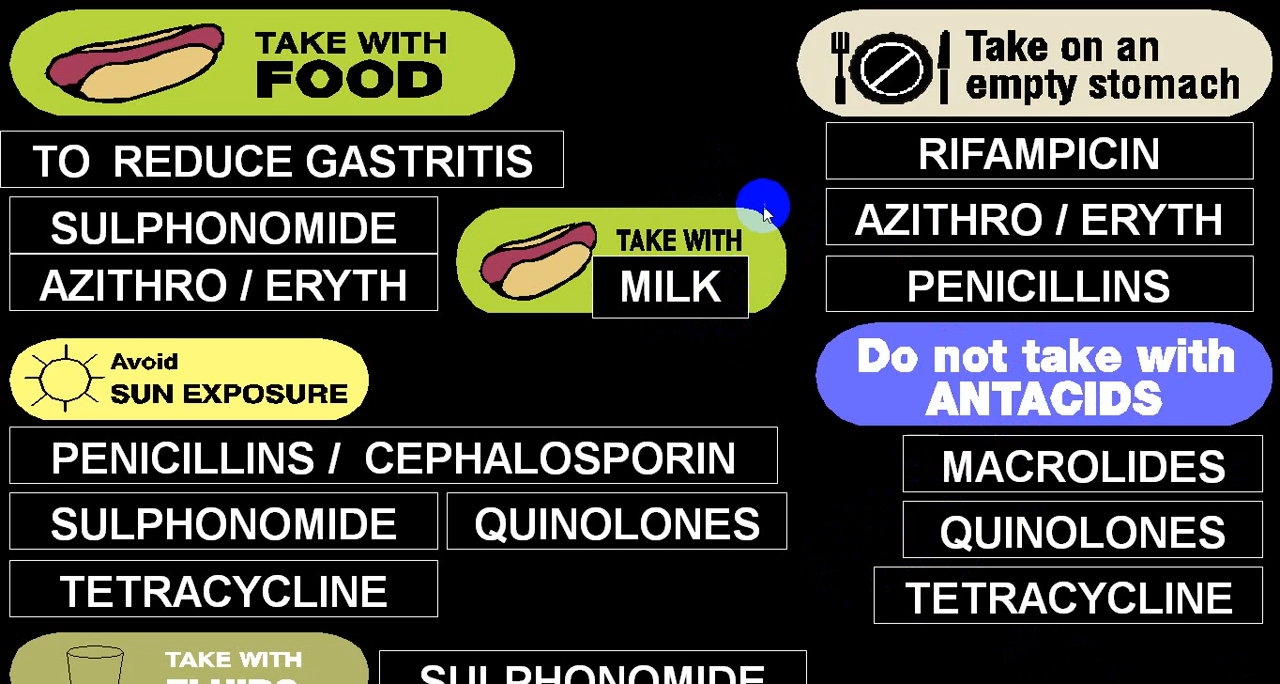 TAKE WITH
FOOD
TO REDUCE GASTRITIS
SULPHONOMIDE
AZITHRO / ERYTH
TAKE WITH
MILK
Take on an
empty stomach
RIFAMPICIN
AZITHRO / ERYTH
PENICILLINS
Avoid
SUN EXPOSURE
PENICILLINS / CEPHALOSPORIN
SULPHONOMIDE
QUINOLONES
TETRACYCLINE
Do not take with
ANTACIDS
MACROLIDES
QUINOLONES
TETRACYCLINE
TAKE WITH
FLUIDS
SULPHONOMIDE